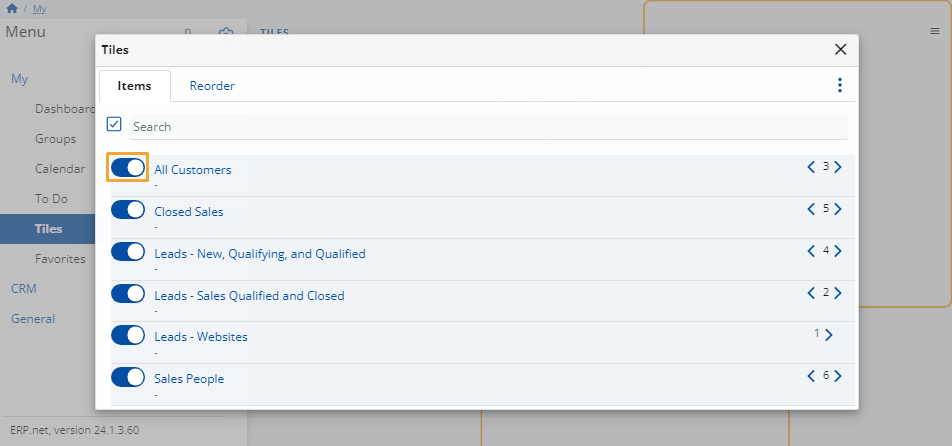 / My
Menu
TILES
Tiles
Items
Reorder
Search
My
Dashboard
Groups
Calendar
To Do
Tiles
Favorites
CRM
General
All Customers
-
3
Closed Sales
-
5
Leads - New, Qualifying, and Qualified
-
4
Leads - Sales Qualified and Closed
-
2
Leads - Websites
-
1
Sales People
-
6
ERP.net, version 24.1.3.60